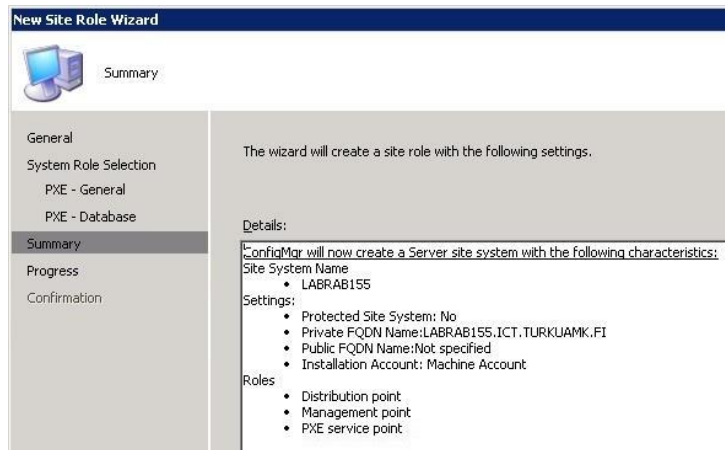 New Site Role Wizard
Summary
General
System Role Selection
PXE - General
PXE - Database
Summary
Progress
Confirmation
The wizard will create a site role with the following settings.
Details:
ConfigMgr will now create a Server site system with the following characteristics:
Site System Name
• LABRAB155
Settings:
• Protected Site System: No
• Private FQDN Name:LABRAB155.ICT.TURKUAMK.FI
• Public FQDN Name:Not specified
• Installation Account: Machine Account
Roles
• Distribution point
• Management point
• PXE service point